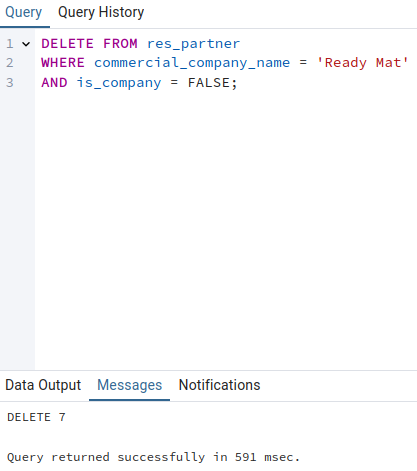 Query Query History
1 DELETE FROM res_partner
2 WHERE commercial_company_name = 'Ready Mat'
3 AND is_company = FALSE;
Data Output Messages Notifications
DELETE 7
Query returned successfully in 591 msec.